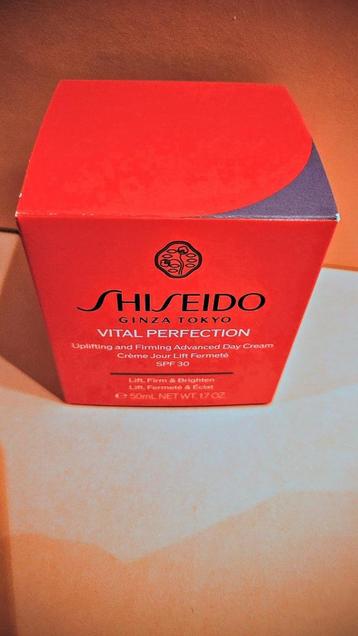 SHISEIDO
GINZA TOKYO
VITAL PERFECTION
Uplifting and Firming Advanced Day Cream
Crème Jour Lift Fermeté
SPF 30
Lift, Firm & Brighten
Lift, Fermeté & Éclat
℮ 50mL NET WT. 1.7 OZ.